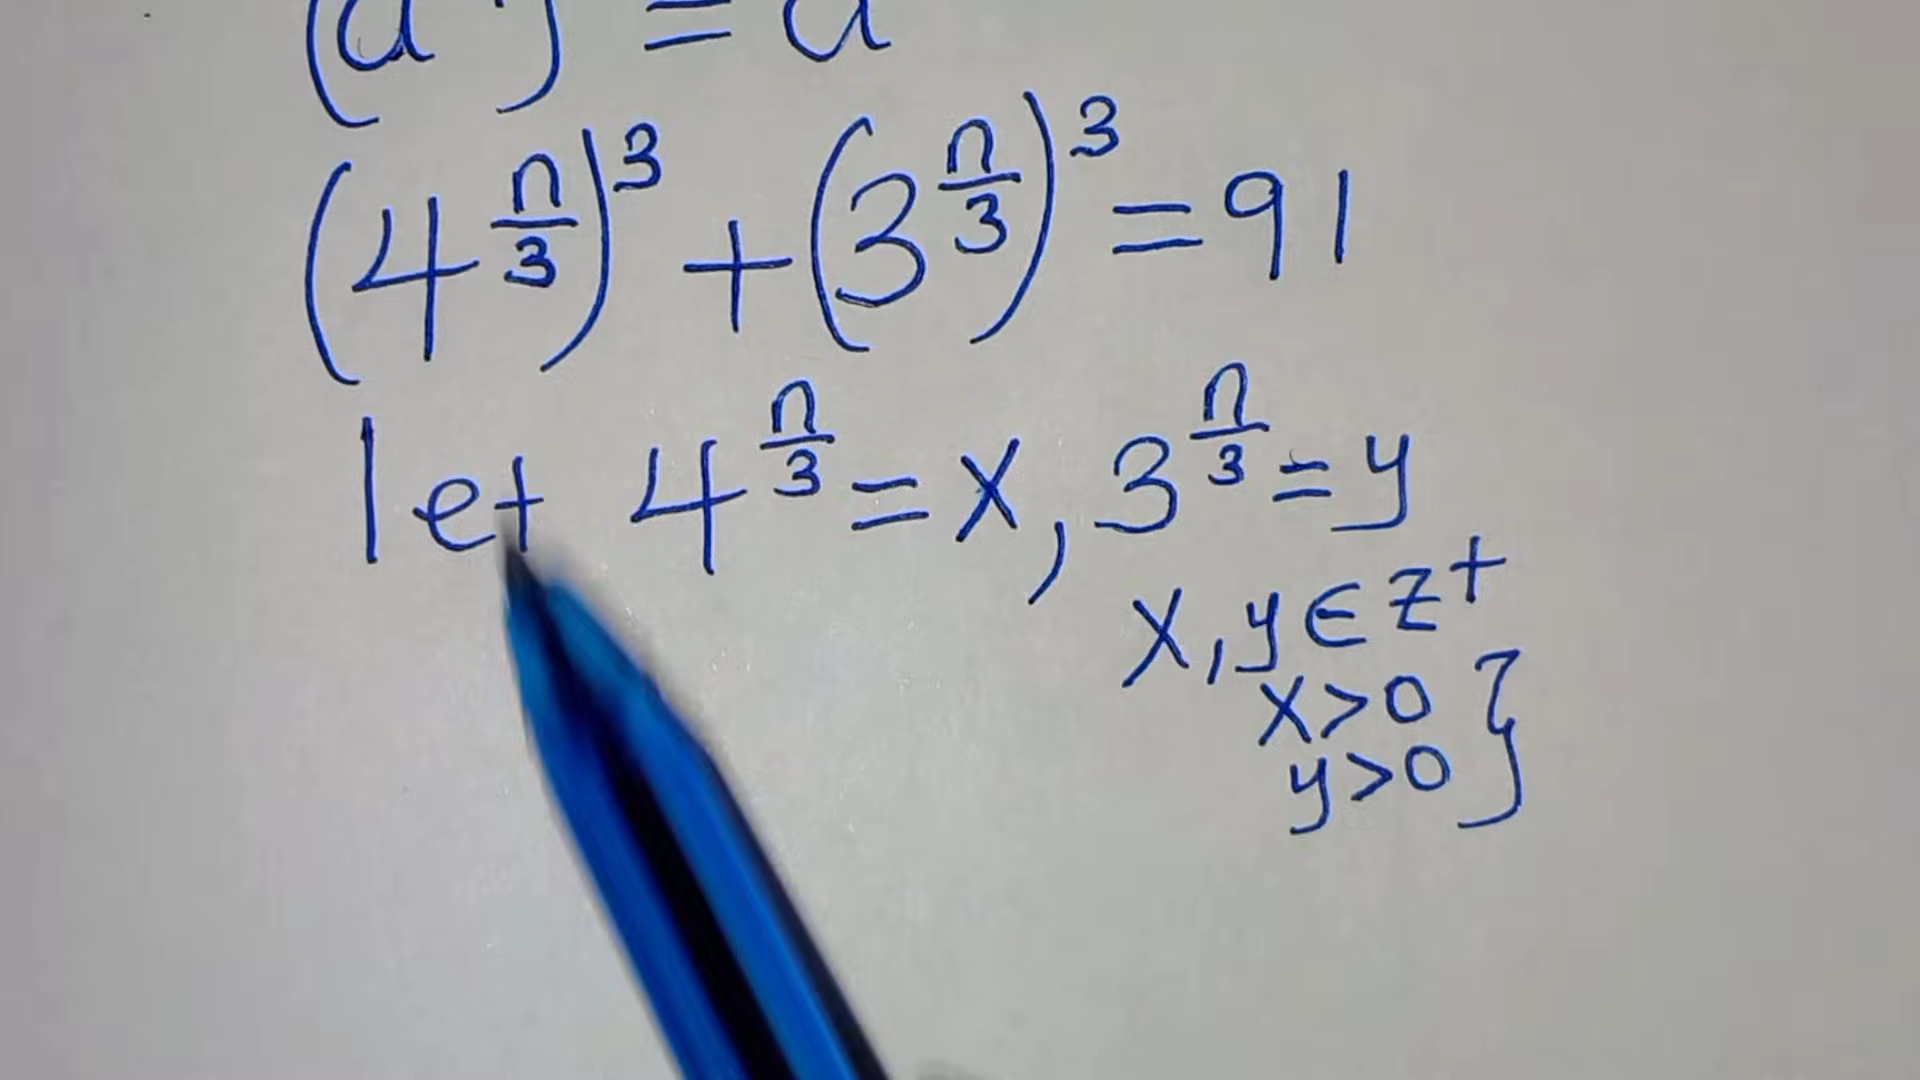 (a ) = a
(4^(n/3))^3 + (3^(n/3))^3 = 91
let 4^(n/3) = x, 3^(n/3) = y
x, y ∈ z^+
x > 0 }
y > 0